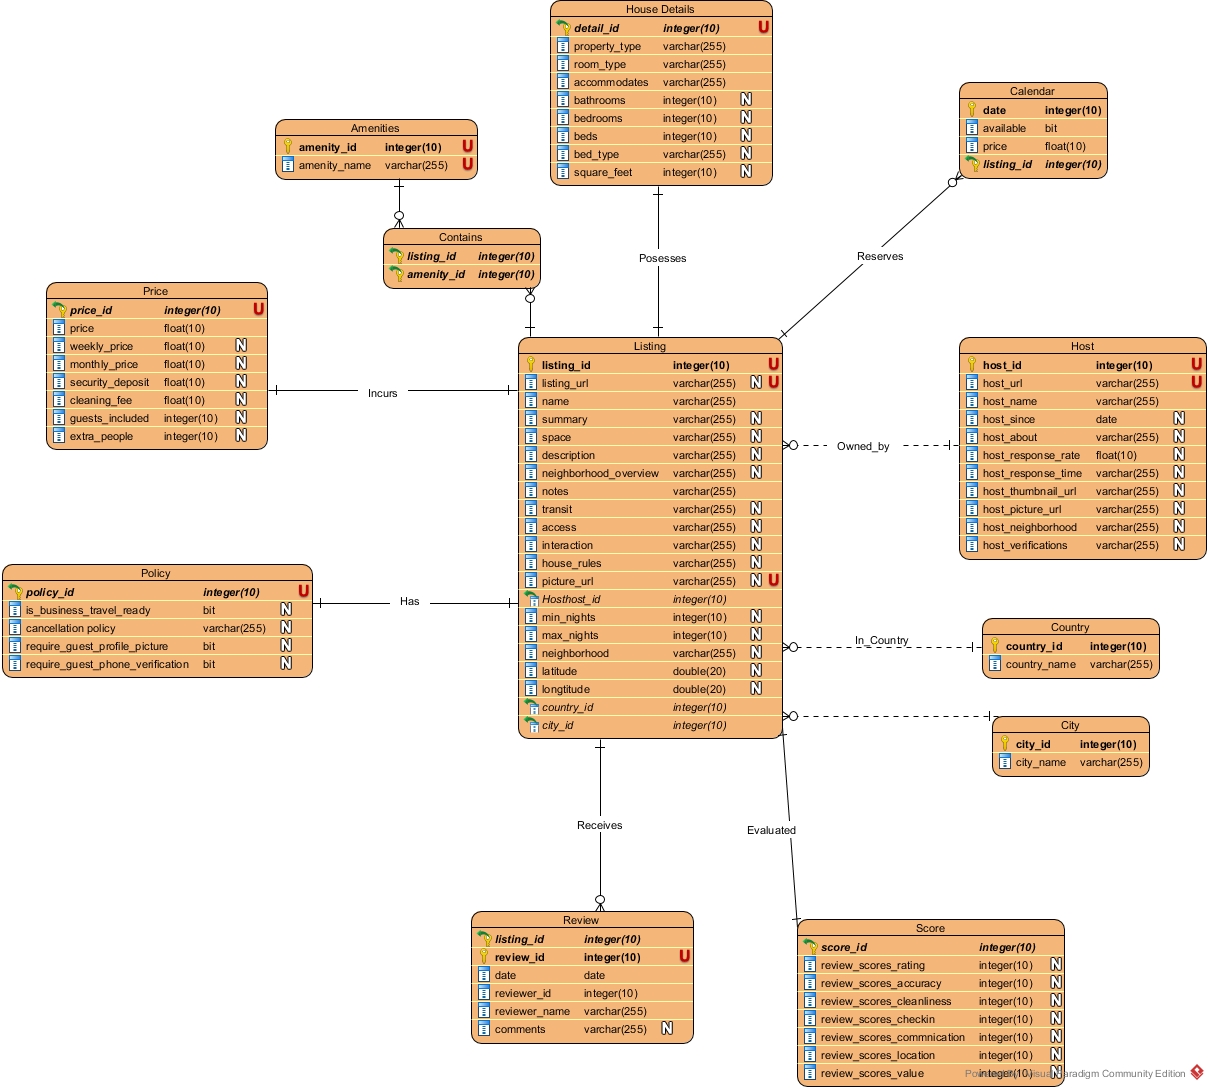 House Details
detail_id integer(10) U
property_type varchar(255)
room_type varchar(255)
accommodates varchar(255)
bathrooms integer(10) N
bedrooms integer(10) N
beds integer(10) N
bed_type varchar(255) N
square_feet integer(10) N
Calendar
date integer(10)
available bit
price float(10)
listing_id integer(10)
Amenities
amenity_id integer(10) U
amenity_name varchar(255) U
Contains
listing_id integer(10)
amenity_id integer(10)
Posesses
Reserves
Price
price_id integer(10) U
price float(10)
weekly_price float(10) N
monthly_price float(10) N
security_deposit float(10) N
cleaning_fee float(10) N
guests_included integer(10) N
extra_people integer(10) N
Incurs
Listing
listing_id integer(10) U
listing_url varchar(255) N U
name varchar(255)
summary varchar(255) N
space varchar(255) N
description varchar(255) N
neighborhood_overview varchar(255) N
notes varchar(255)
transit varchar(255) N
access varchar(255) N
interaction varchar(255) N
house_rules varchar(255) N
picture_url varchar(255) N U
Hosthost_id integer(10)
min_nights integer(10) N
max_nights integer(10) N
neighborhood varchar(255) N
latitude double(20) N
longtitude double(20) N
country_id integer(10)
city_id integer(10)
Owned_by
Host
host_id integer(10) U
host_url varchar(255) U
host_name varchar(255)
host_since date N
host_about varchar(255) N
host_response_rate float(10) N
host_response_time varchar(255) N
host_thumbnail_url varchar(255) N
host_picture_url varchar(255) N
host_neighborhood varchar(255) N
host_verifications varchar(255) N
Policy
policy_id integer(10) U
is_business_travel_ready bit N
cancellation policy varchar(255) N
require_guest_profile_picture bit N
require_guest_phone_verification bit N
Has
In_Country
Country
country_id integer(10)
country_name varchar(255)
City
city_id integer(10)
city_name varchar(255)
Receives
Evaluated
Review
listing_id integer(10)
review_id integer(10) U
date date
reviewer_id integer(10)
reviewer_name varchar(255)
comments varchar(255) N
Score
score_id integer(10)
review_scores_rating integer(10) N
review_scores_accuracy integer(10) N
review_scores_cleanliness integer(10) N
review_scores_checkin integer(10) N
review_scores_commnication integer(10) N
review_scores_location integer(10) N
review_scores_value integer(10) N
Powered By Visual Paradigm Community Edition